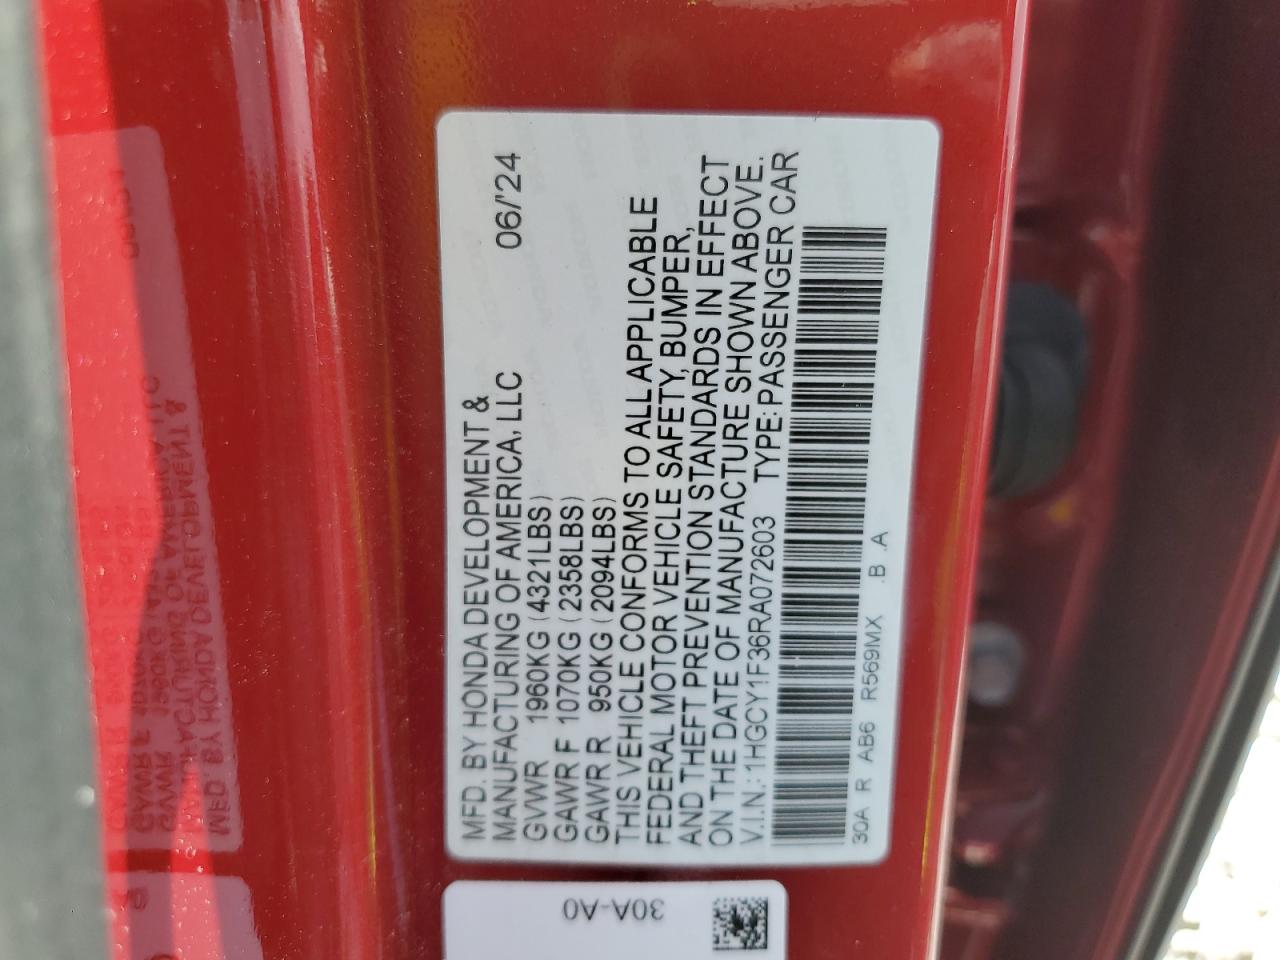 MFD. BY HONDA DEVELOPMENT &
MANUFACTURING OF AMERICA, LLC 06/'24
GVWR 1960KG (4321LBS)
GAWR F 1070KG (2358LBS)
GAWR R 950KG (2094LBS)
THIS VEHICLE CONFORMS TO ALL APPLICABLE
FEDERAL MOTOR VEHICLE SAFETY, BUMPER,
AND THEFT PREVENTION STANDARDS IN EFFECT
ON THE DATE OF MANUFACTURE SHOWN ABOVE.
V.I.N.: 1HGCY1F36RA072603 TYPE: PASSENGER CAR
30A R AB6 R569MX .B .A
30A-A0